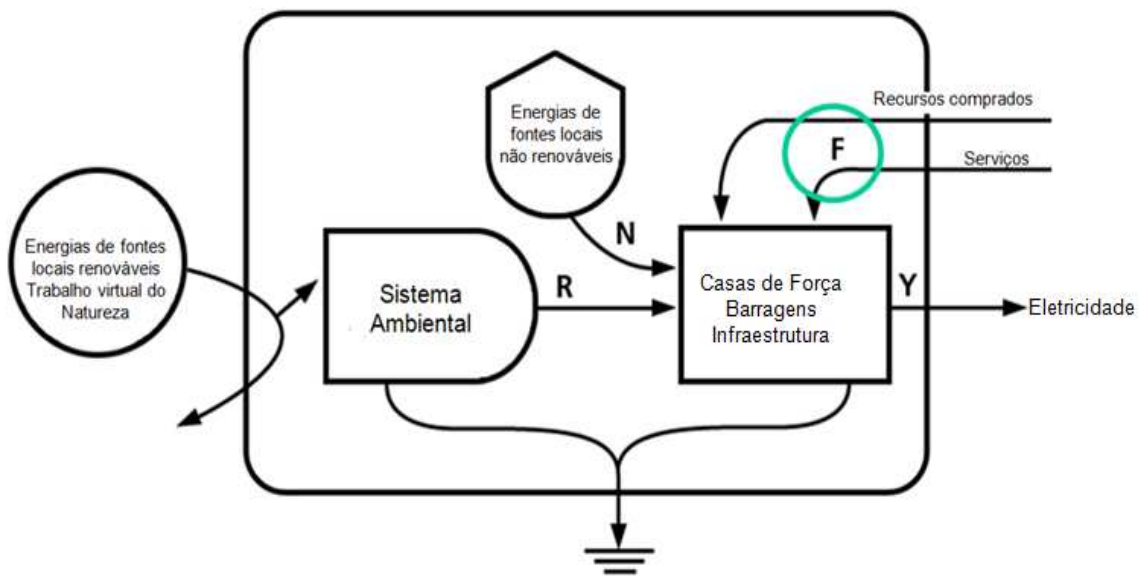 Energias de
fontes locais
não renováveis
Recursos comprados
F
Serviços
Energias de fontes
locais renováveis
Trabalho virtual do
Natureza
N
Sistema
Ambiental
R
Casas de Força
Barragens
Infraestrutura
Y
Eletricidade